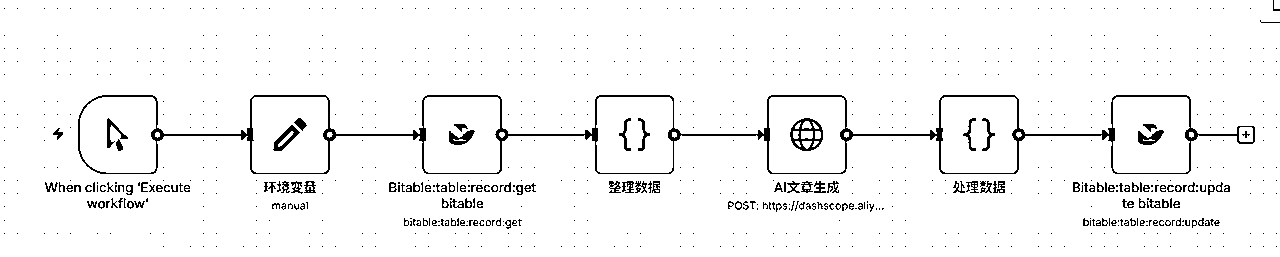 When clicking 'Execute
workflow'
环境变量
manual
Bitable:table:record:get
bitable
bitable:table:record:get
整理数据
AI文章生成
POST: https://dashscope.aliy...
处理数据
Bitable:table:record:upda
te bitable
bitable:table:record:update